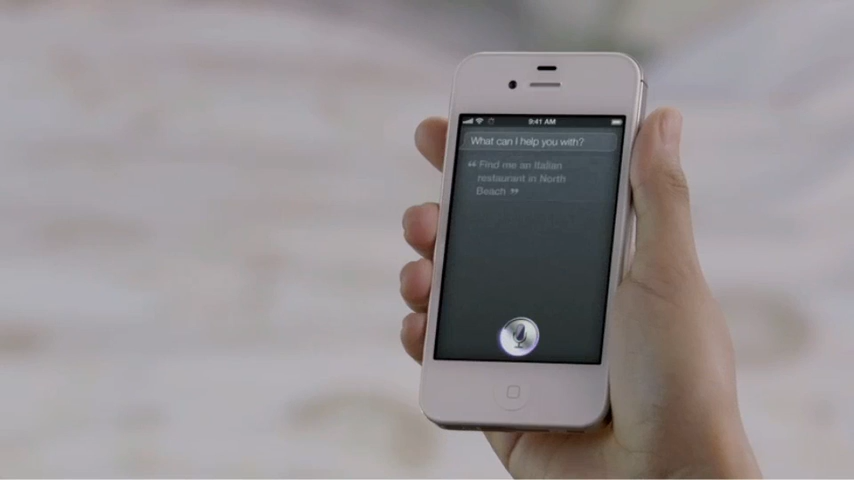 9:41 AM
What can I help you with?
“ Find me an Italian
restaurant in North
Beach ”